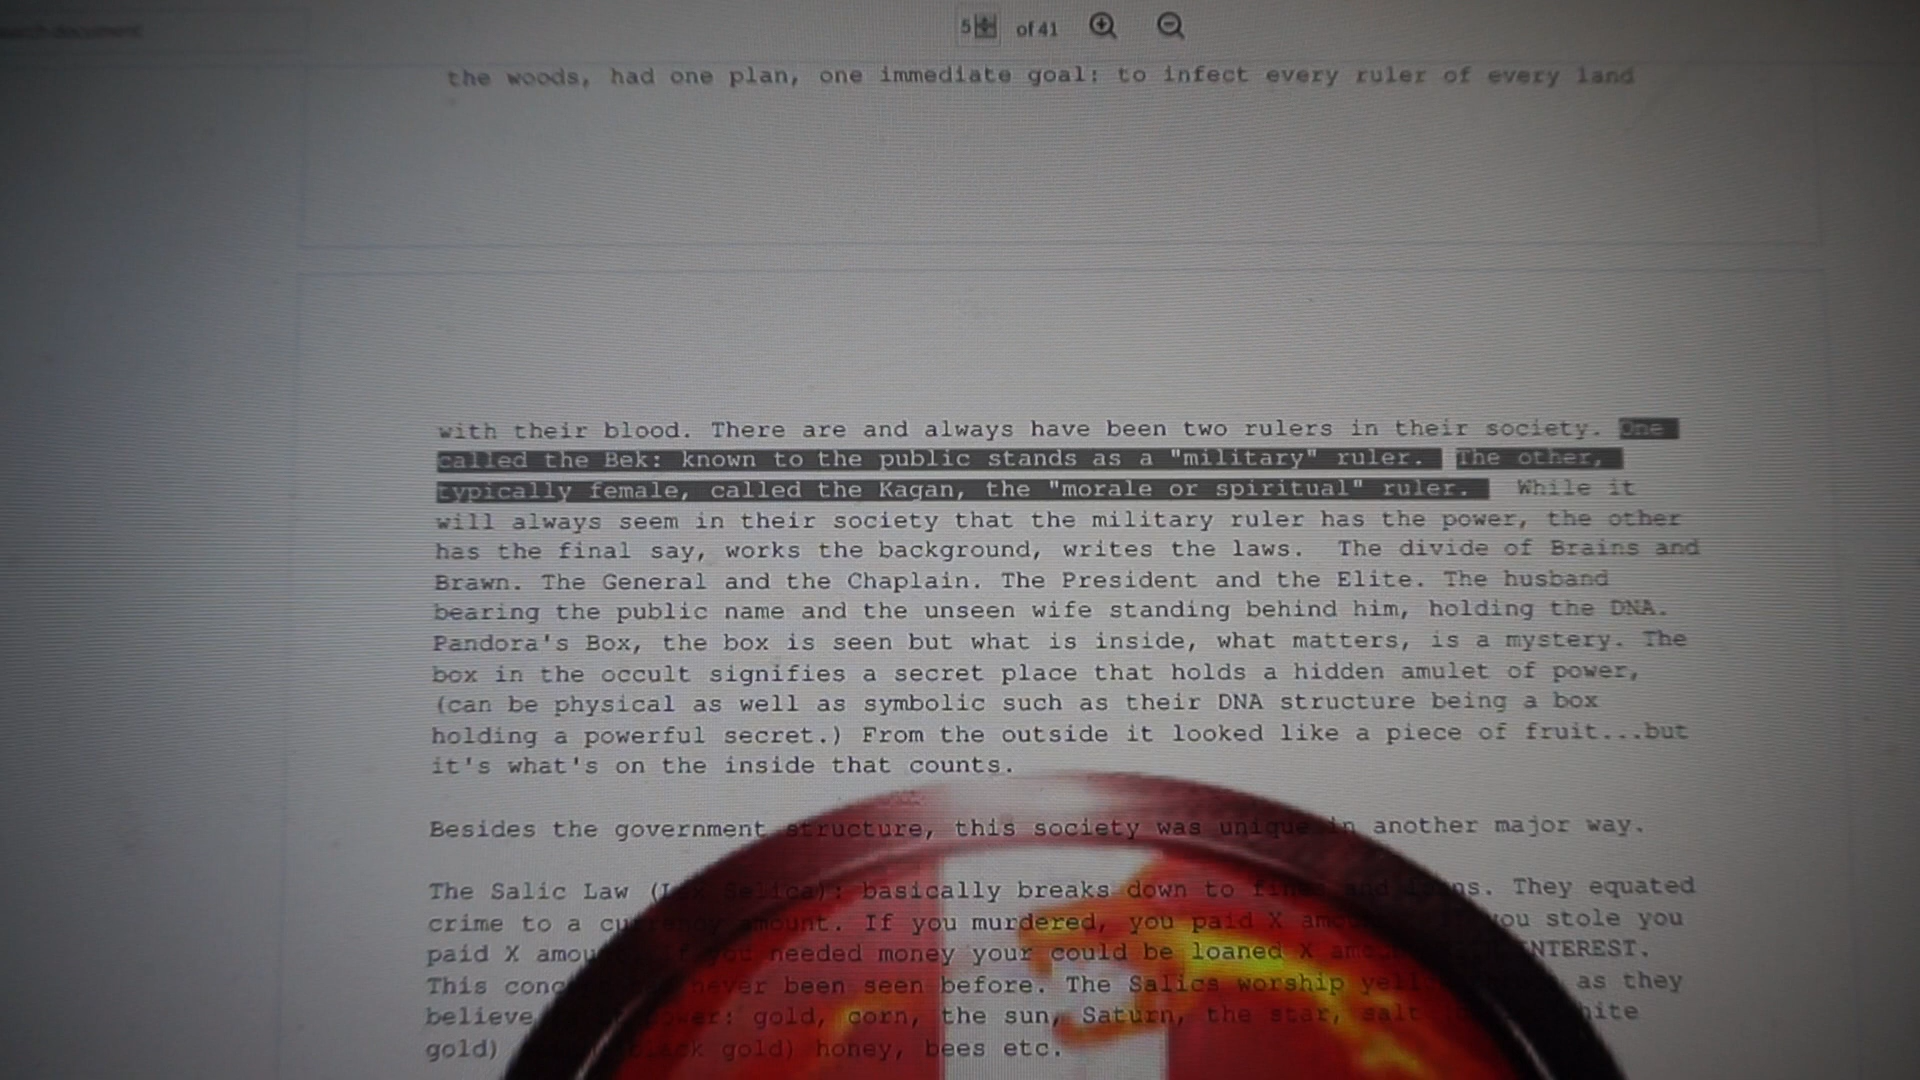 5 of 41
the woods, had one plan, one immediate goal: to infect every ruler of every land
with their blood. There are and always have been two rulers in their society. One
called the Bek: known to the public stands as a "military" ruler. The other,
typically female, called the Kagan, the "morale or spiritual" ruler. While it
will always seem in their society that the military ruler has the power, the other
has the final say, works the background, writes the laws. The divide of Brains and
Brawn. The General and the Chaplain. The President and the Elite. The husband
bearing the public name and the unseen wife standing behind him, holding the DNA.
Pandora's Box, the box is seen but what is inside, what matters, is a mystery. The
box in the occult signifies a secret place that holds a hidden amulet of power,
(can be physical as well as symbolic such as their DNA structure being a box
holding a powerful secret.) From the outside it looked like a piece of fruit...but
it's what's on the inside that counts.
Besides the government structure, this society was unique in another major way.
The Salic Law basically breaks down to fines and loans. They equated
crime to a currency amount. If you murdered, you paid X you stole you
paid X you needed money your could be loaned X INTEREST.
This never been seen before. The Salics worship as they
believe gold, corn, the sun, Saturn, the star, salt
gold) gold) honey, bees etc.